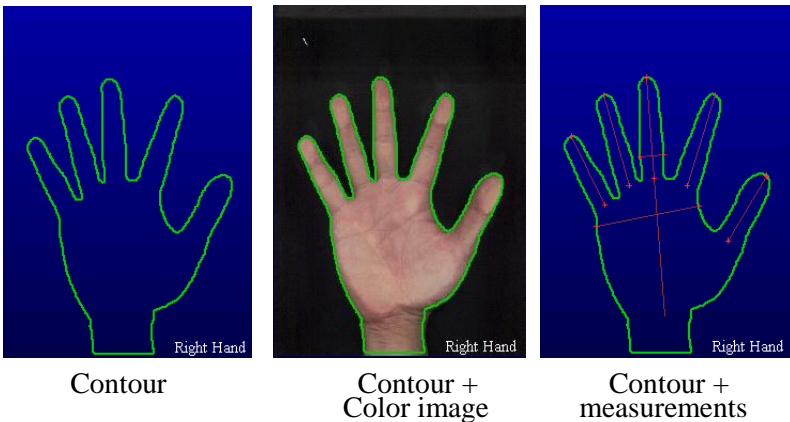 Right Hand
Right Hand
Right Hand
Contour
Contour +
Color image
Contour +
measurements